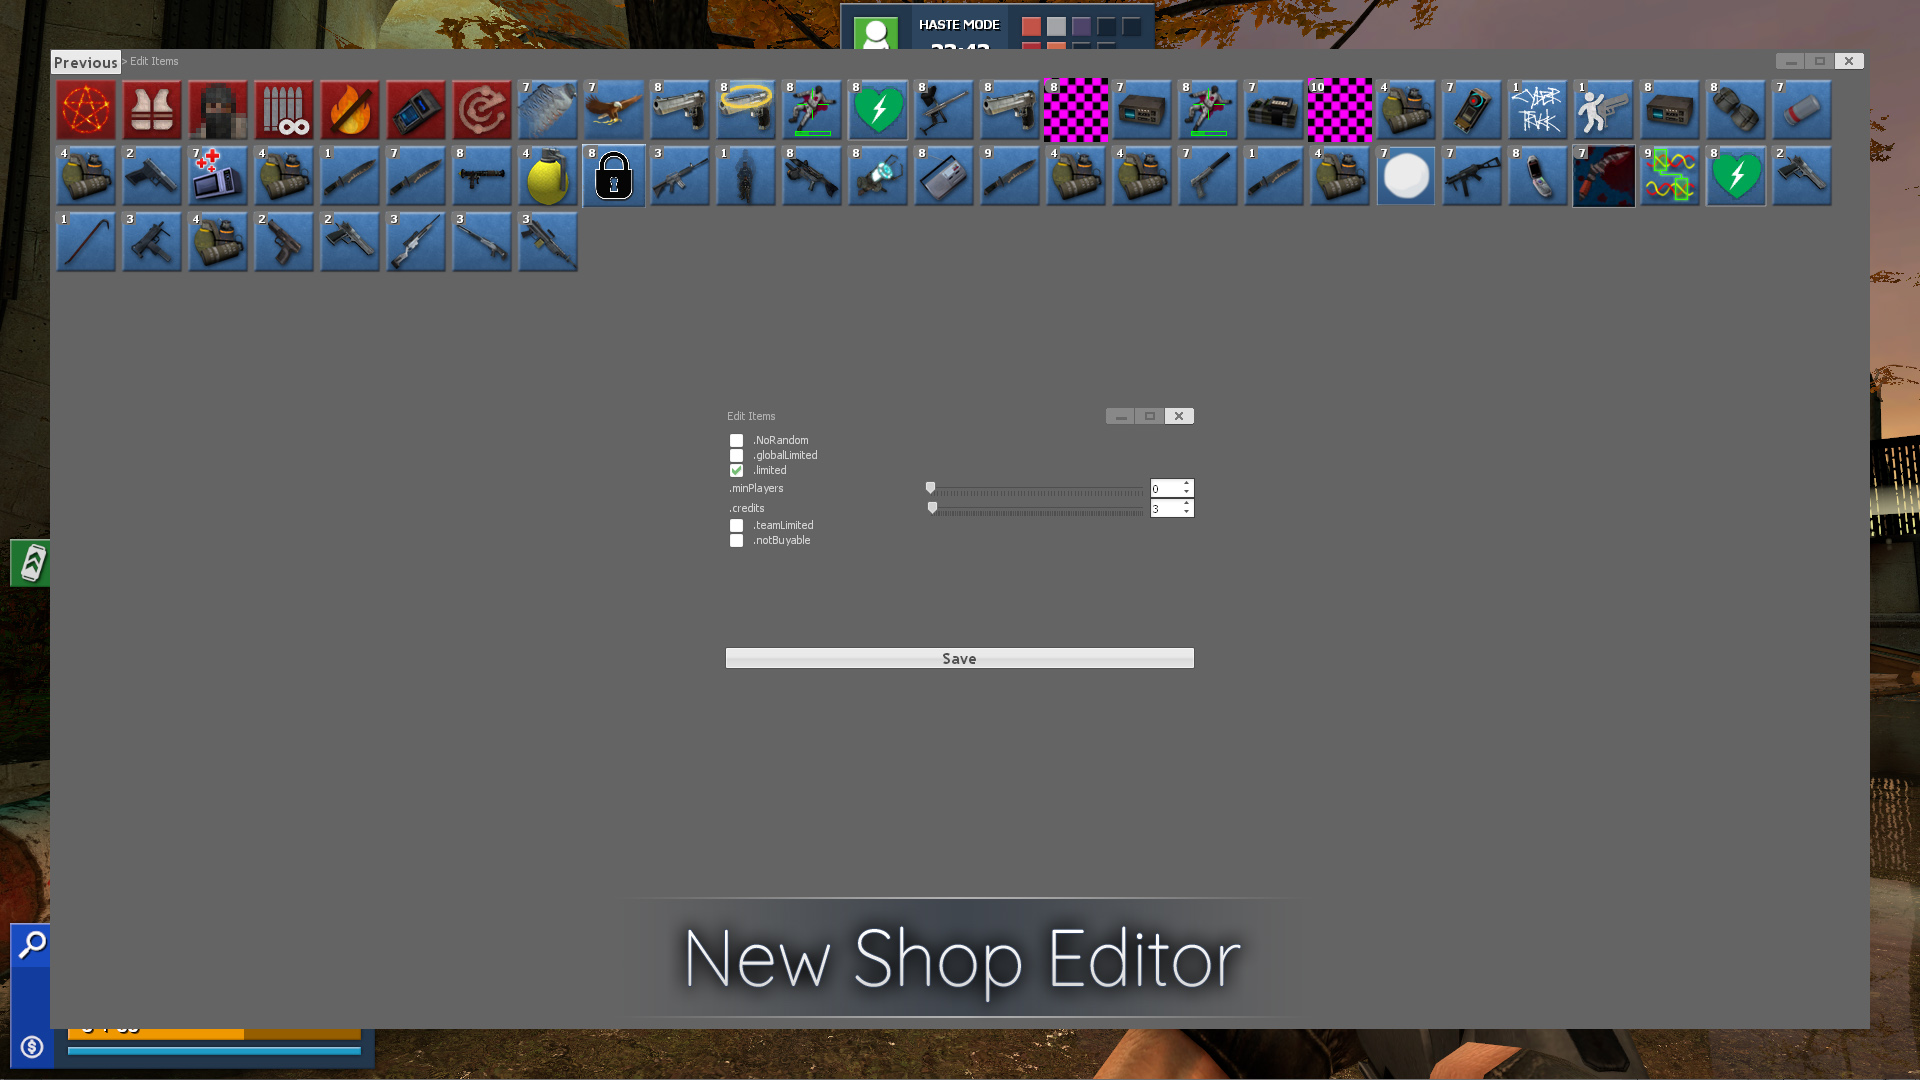 HASTE MODE
Previous > Edit Items
7 7 8 8 8 8 8 8 7 8 7 10 4 7 1 1 8 8 7
CYBER
TRVKK
4 2 7 4 1 7 8 4 8 3 1 8 8 8 9 4 4 7 1 4 7 7 8 7 9 8 2
1 3 4 2 2 3 3 3
Edit Items
.NoRandom
.globalLimited
.limited
.minPlayers 0
.credits 3
.teamLimited
.notBuyable
Save
New Shop Editor